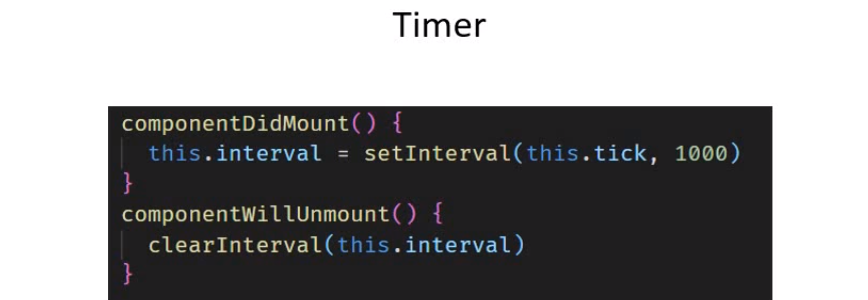 Timer
componentDidMount() {
  this.interval = setInterval(this.tick, 1000)
}
componentWillUnmount() {
  clearInterval(this.interval)
}